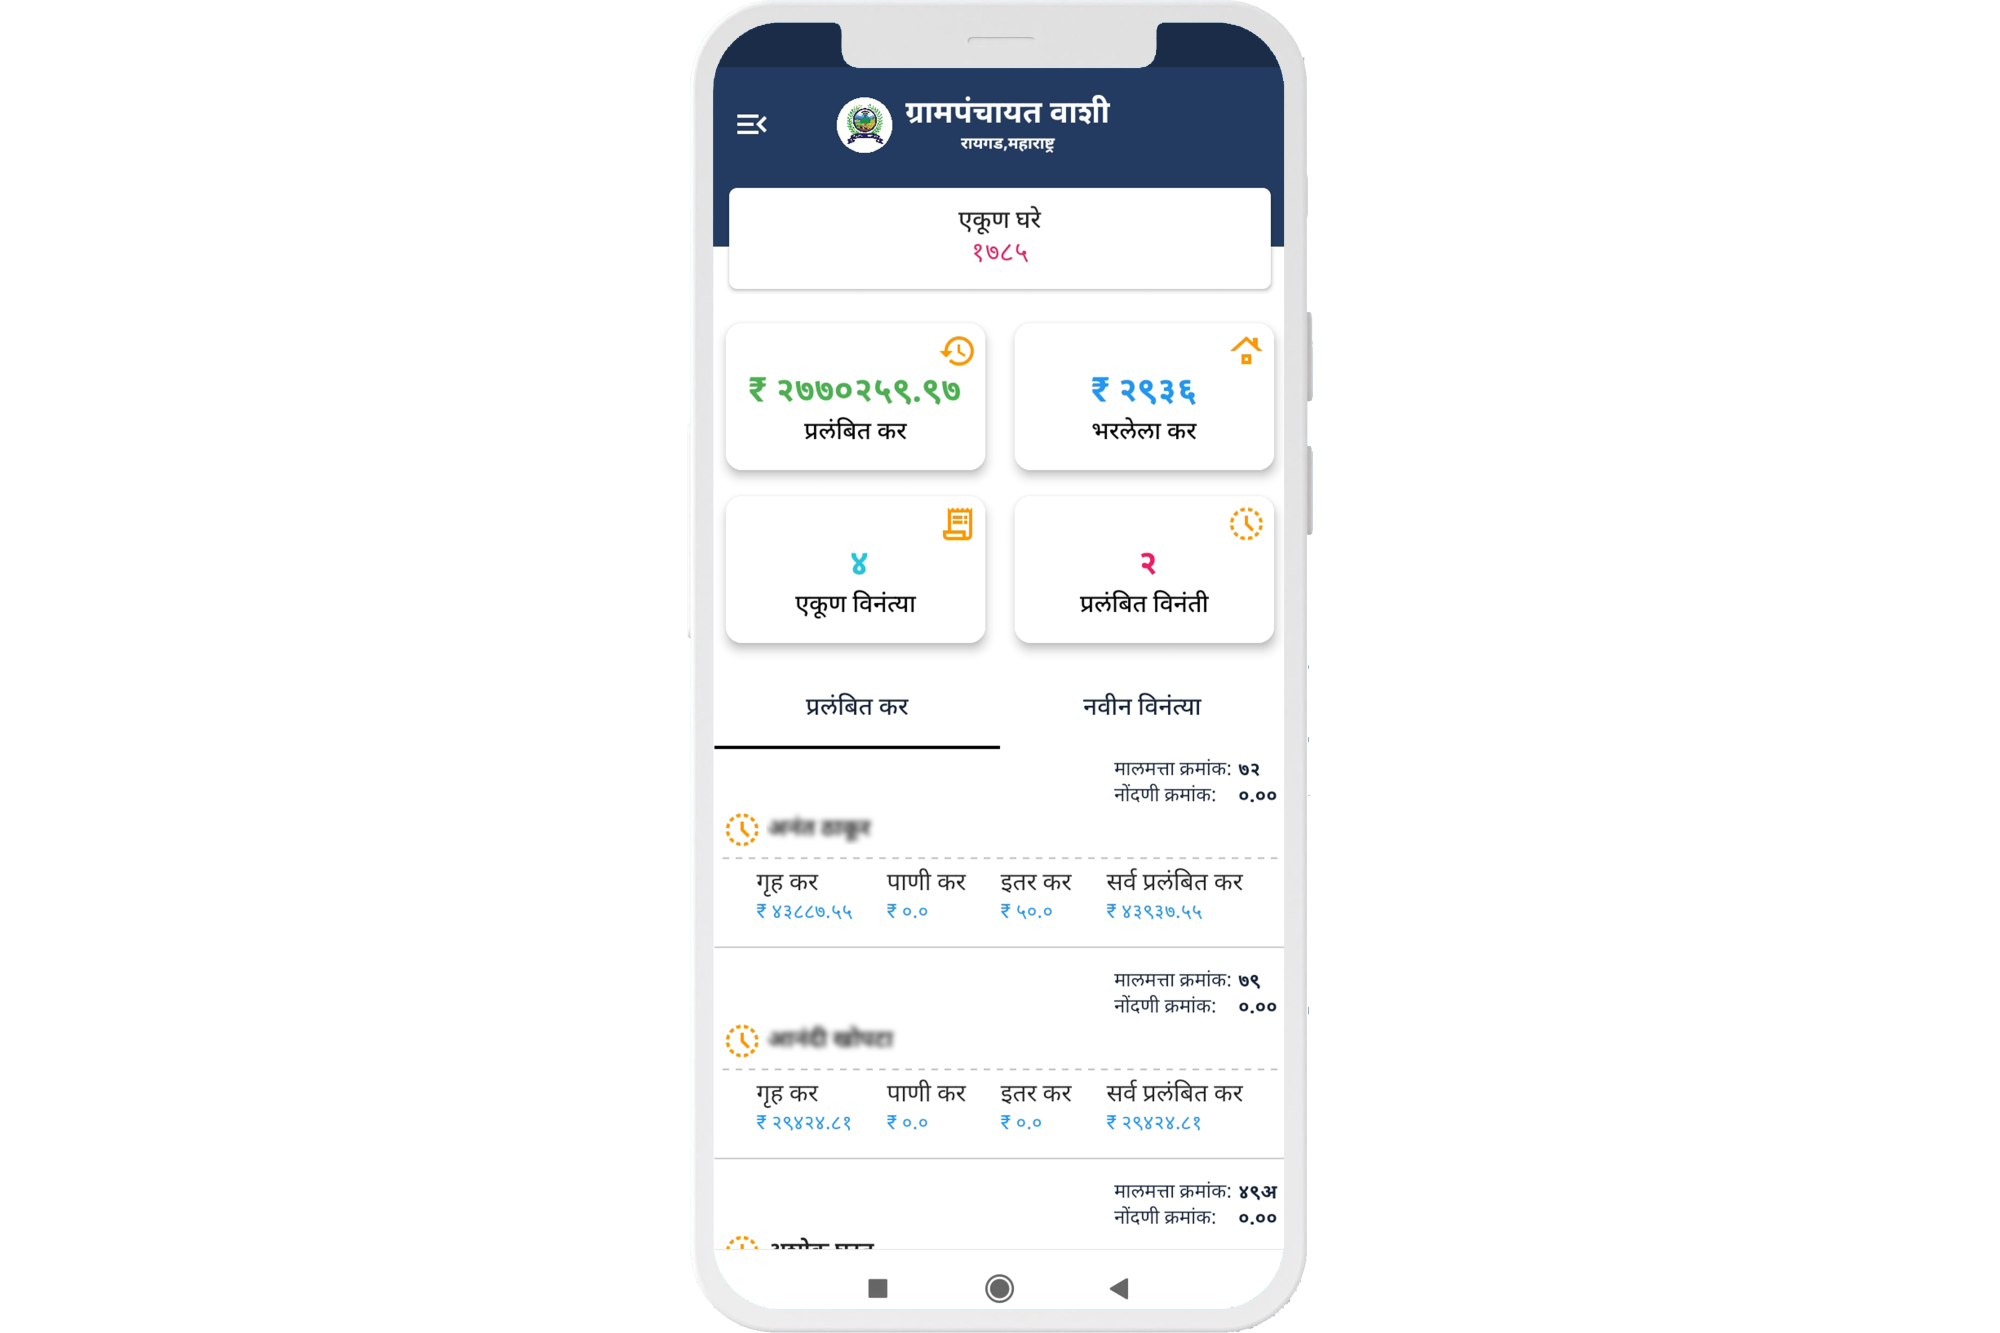 ग्रामपंचायत वाशी
रायगड,महाराष्ट्र
एकूण घरे
१७८५
₹ २७७०२५९.९७
प्रलंबित कर
₹ २९३६
भरलेला कर
४
एकूण विनंत्या
२
प्रलंबित विनंती
प्रलंबित कर नवीन विनंत्या
मालमत्ता क्रमांक: ७२
नोंदणी क्रमांक: ०.००
गृह कर पाणी कर इतर कर सर्व प्रलंबित कर
₹ ४३८८७.५५ ₹ ०.० ₹ ५०.० ₹ ४३९३७.५५
मालमत्ता क्रमांक: ७९
नोंदणी क्रमांक: ०.००
गृह कर पाणी कर इतर कर सर्व प्रलंबित कर
₹ २९४२४.८१ ₹ ०.० ₹ ०.० ₹ २९४२४.८१
मालमत्ता क्रमांक: ४९अ
नोंदणी क्रमांक: ०.००